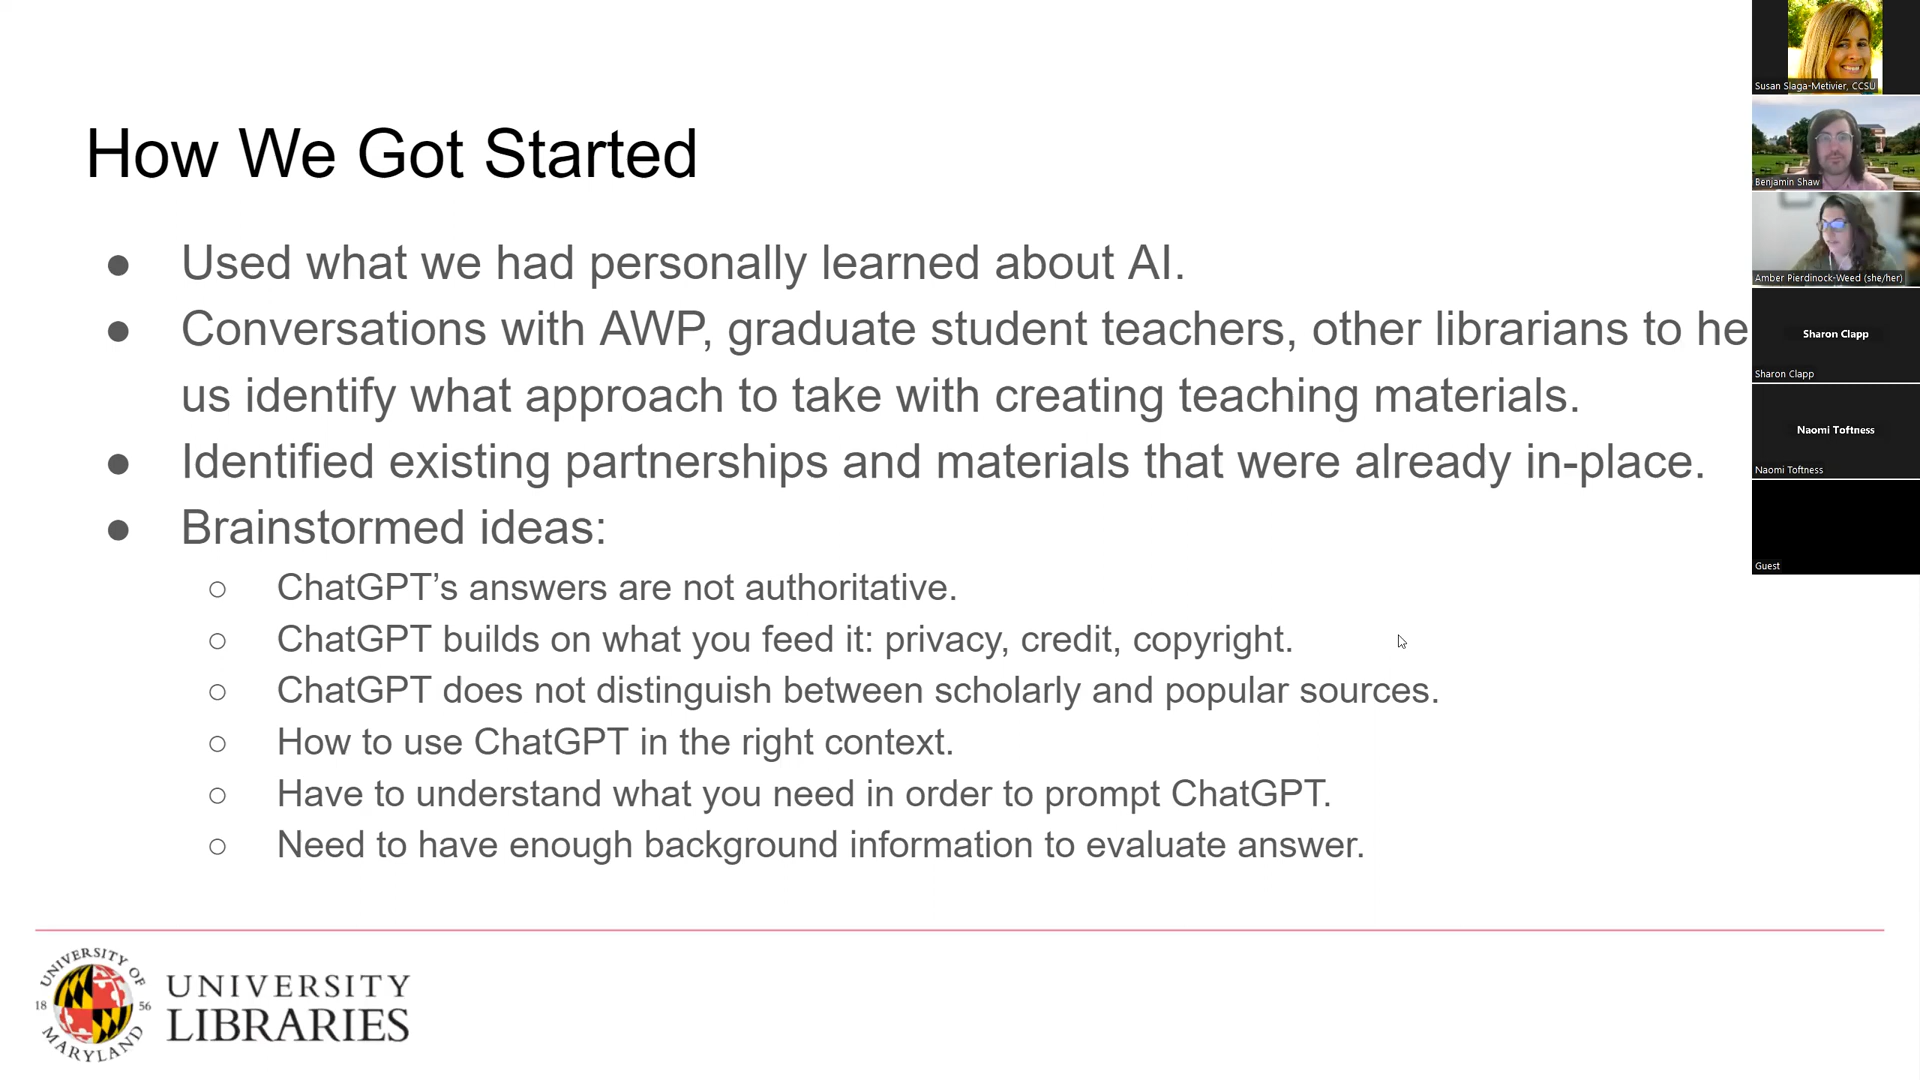 How We Got Started
● Used what we had personally learned about AI.
● Conversations with AWP, graduate student teachers, other librarians to he
us identify what approach to take with creating teaching materials.
● Identified existing partnerships and materials that were already in-place.
● Brainstormed ideas:
○ ChatGPT’s answers are not authoritative.
○ ChatGPT builds on what you feed it: privacy, credit, copyright.
○ ChatGPT does not distinguish between scholarly and popular sources.
○ How to use ChatGPT in the right context.
○ Have to understand what you need in order to prompt ChatGPT.
○ Need to have enough background information to evaluate answer.
UNIVERSITY OF
18 56
MARYLAND
UNIVERSITY
LIBRARIES
Susan Slaga-Metivier, CCSU
Benjamin Shaw
Amber Pierdinock-Weed (she/her)
Sharon Clapp
Sharon Clapp
Naomi Toftness
Naomi Toftness
Guest